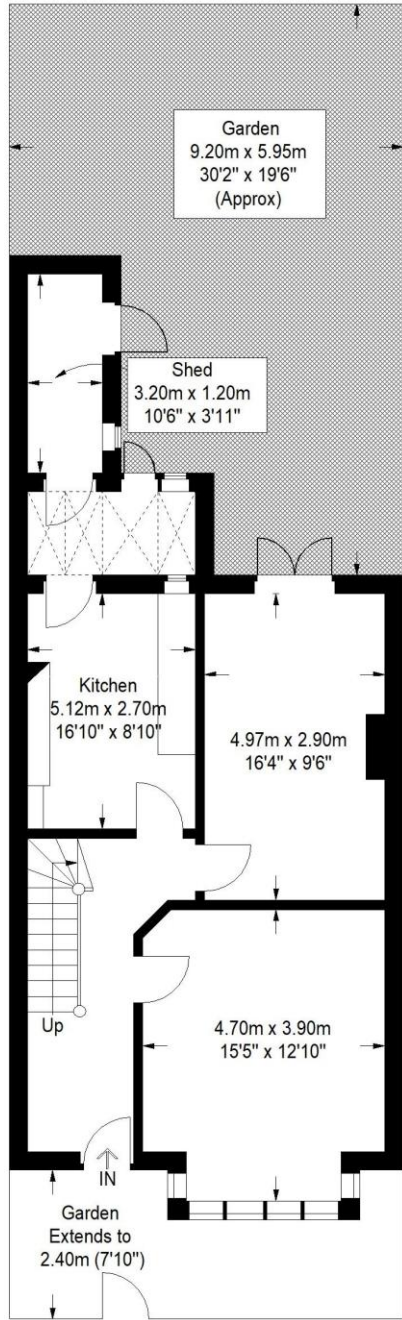 Garden
9.20m x 5.95m
30'2" x 19'6"
(Approx)
Shed
3.20m x 1.20m
10'6" x 3'11"
Kitchen
5.12m x 2.70m
16'10" x 8'10"
4.97m x 2.90m
16'4" x 9'6"
Up
4.70m x 3.90m
15'5" x 12'10"
IN
Garden
Extends to
2.40m (7'10")